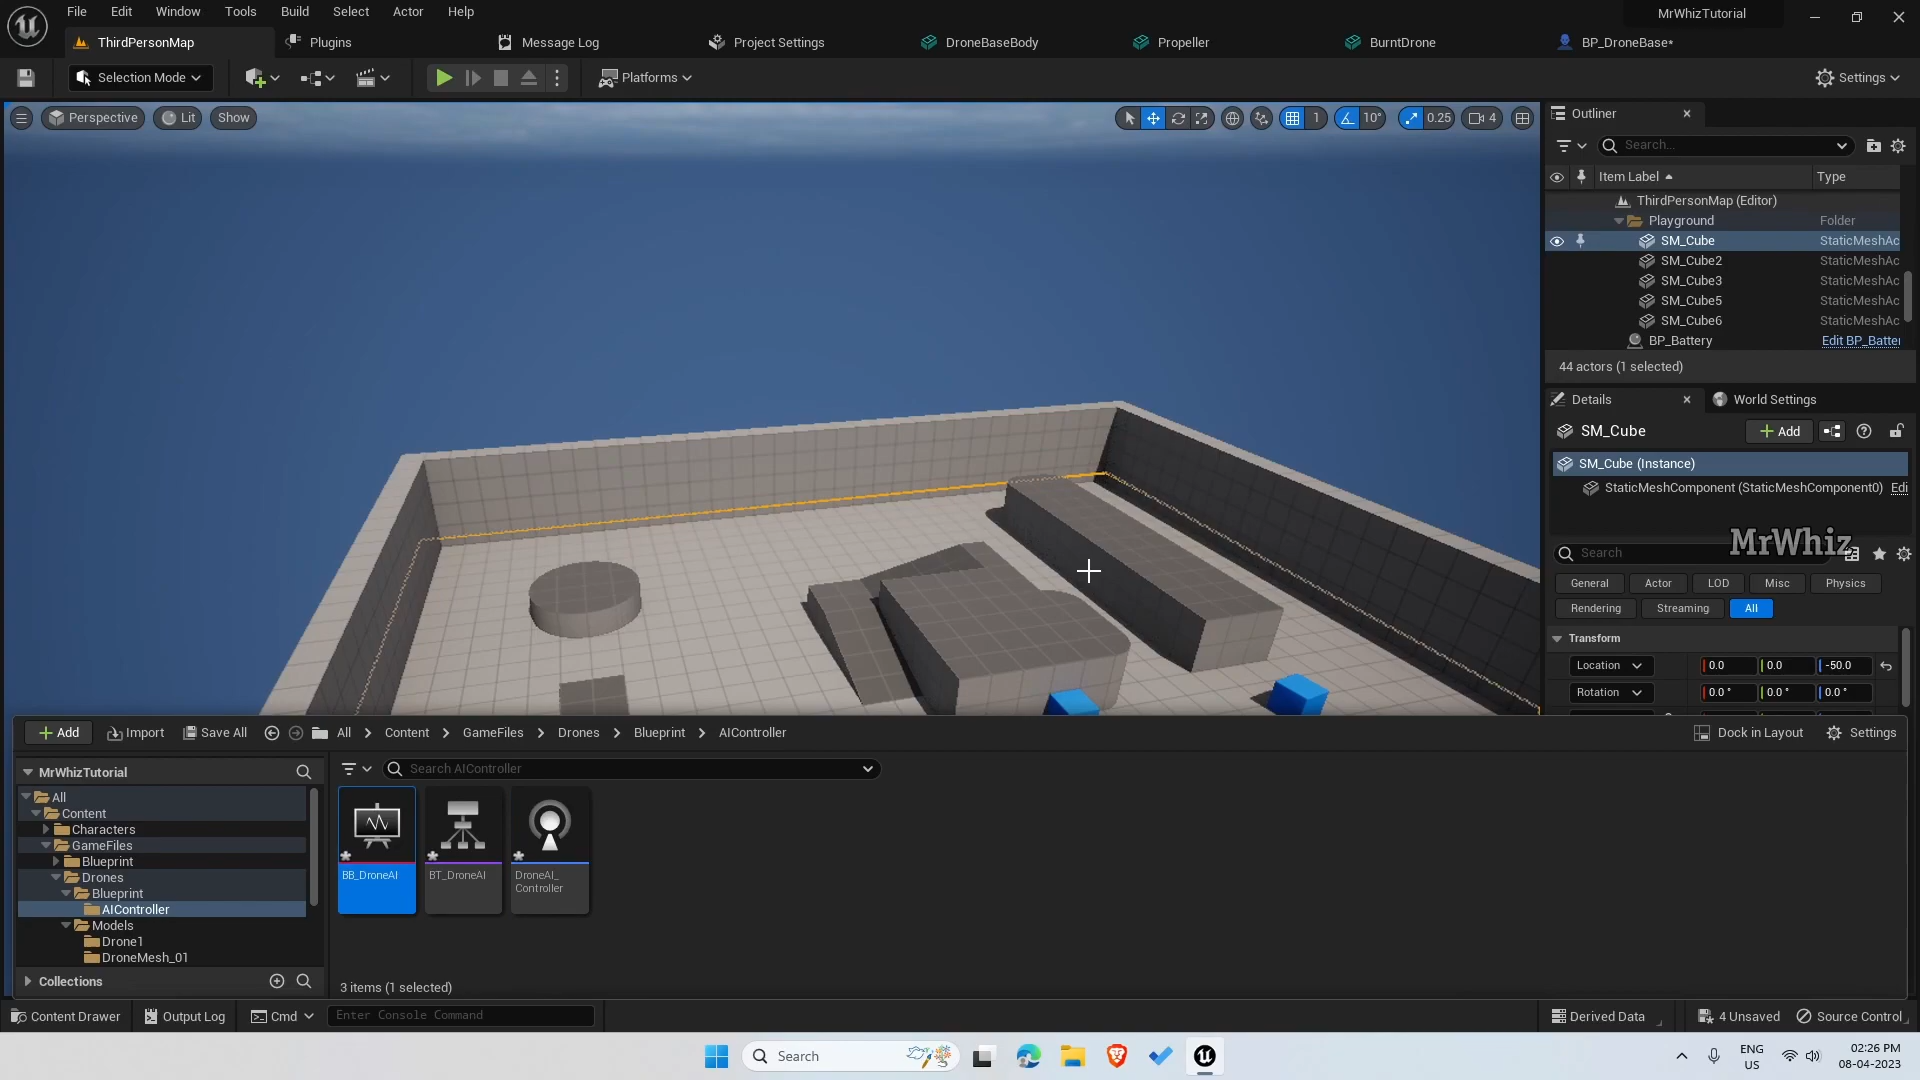 File Edit Window Tools Build Select Actor Help
MrWhizTutorial
ThirdPersonMap Plugins Message Log Project Settings DroneBaseBody Propeller BurntDrone BP_DroneBase*
Selection Mode Platforms Settings
Perspective Lit Show 1 10° 0.25 4
Outliner
Search...
Item Label Type
ThirdPersonMap (Editor)
Playground Folder
SM_Cube StaticMeshAc
SM_Cube2 StaticMeshAc
SM_Cube3 StaticMeshAc
SM_Cube5 StaticMeshAc
SM_Cube6 StaticMeshAc
BP_Battery Edit BP_Batter
44 actors (1 selected)
Details World Settings
SM_Cube Add
SM_Cube (Instance)
StaticMeshComponent (StaticMeshComponent0) Edi
MrWhiz
Search
General Actor LOD Misc Physics
Rendering Streaming All
Transform
Location 0.0 0.0 -50.0
Rotation 0.0° 0.0° 0.0°
Add Import Save All All Content GameFiles Drones Blueprint AIController Dock in Layout Settings
MrWhizTutorial
Search AIController
All
Content
Characters
GameFiles
Blueprint
Drones
Blueprint
AIController
Models
Drone1
DroneMesh_01
Collections
BB_DroneAI
BT_DroneAI
DroneAI_
Controller
3 items (1 selected)
Content Drawer Output Log Cmd Enter Console Command Derived Data 4 Unsaved Source Control
Search
ENG
US
02:26 PM
08-04-2023